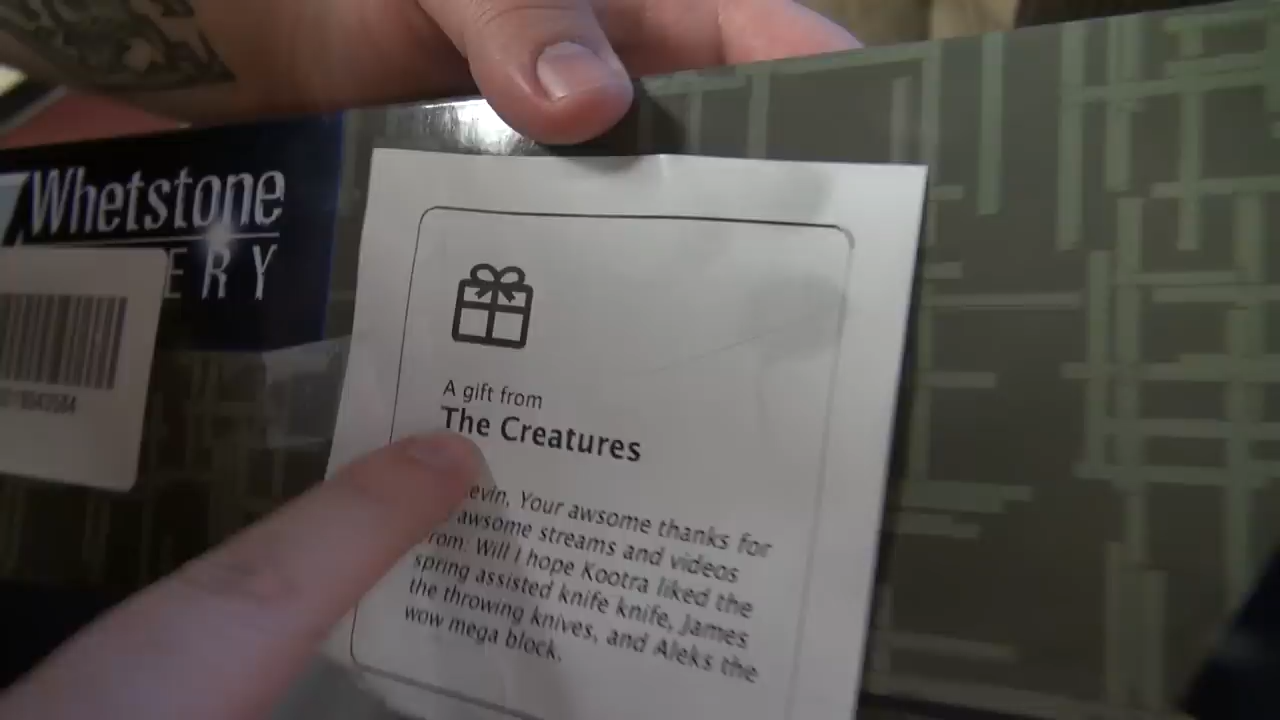 Whetstone
ERY
A gift from
The Creatures
evin, Your awsome thanks for
awsome streams and videos
rom: Will I hope Kootra liked the
spring assisted knife knife, James
the throwing knives, and Aleks the
wow mega block.